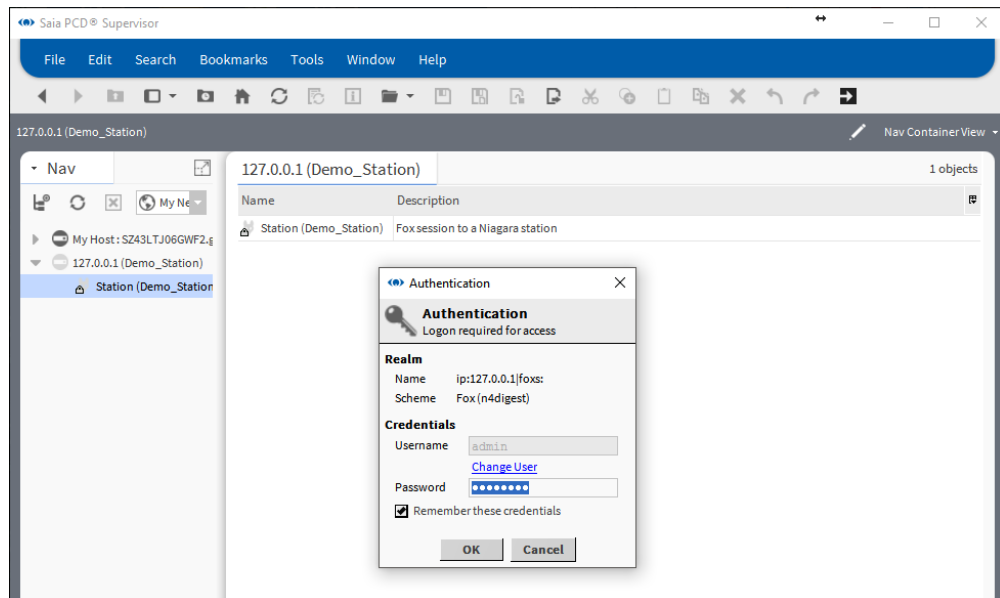 Saia PCD® Supervisor
File Edit Search Bookmarks Tools Window Help
127.0.0.1 (Demo_Station)
Nav Container View
Nav
My Ne
My Host : SZ43LTJ06GWF2.g
127.0.0.1 (Demo_Station)
Station (Demo_Station
127.0.0.1 (Demo_Station)
1 objects
Name Description
Station (Demo_Station) Fox session to a Niagara station
Authentication
Authentication
Logon required for access
Realm
Name ip:127.0.0.1|foxs:
Scheme Fox (n4digest)
Credentials
Username admin
Change User
Password ••••••••
Remember these credentials
OK Cancel